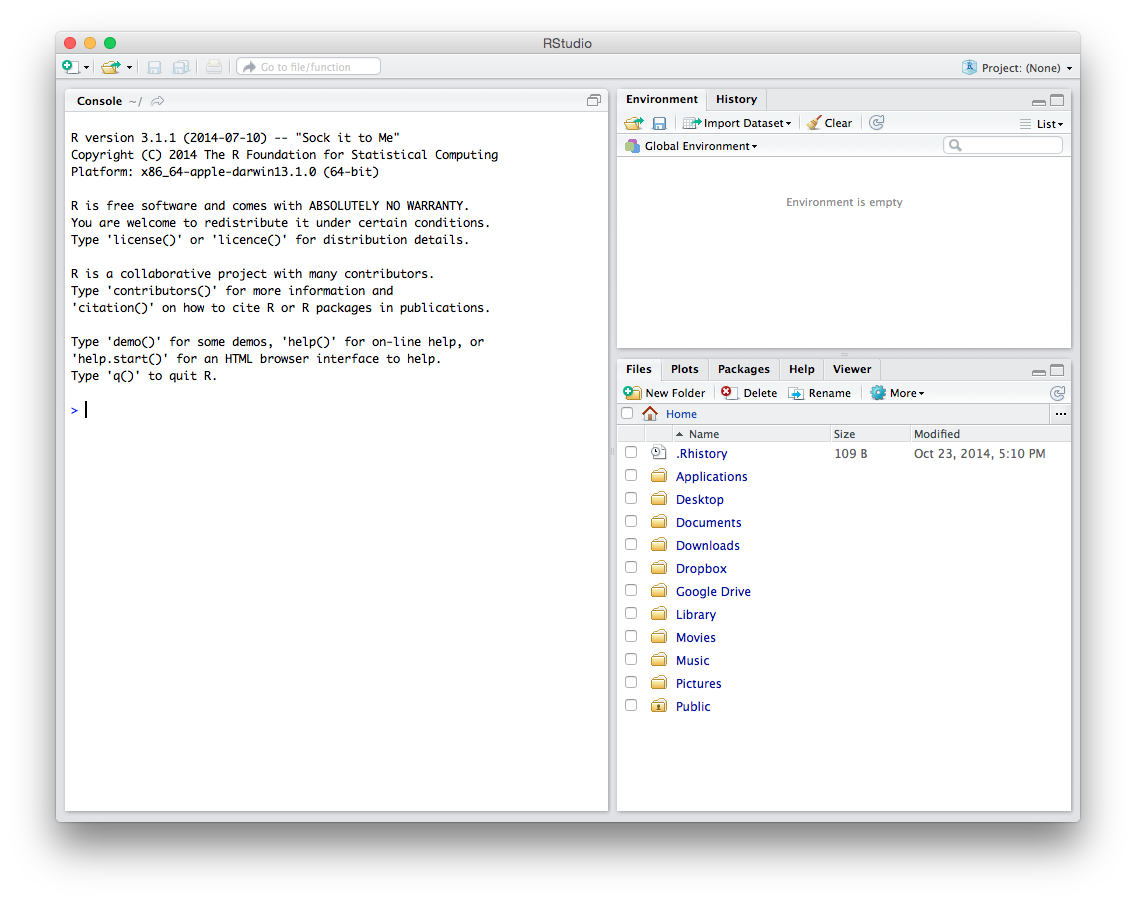 RStudio
Go to file/function
Project: (None)
Console ~/
R version 3.1.1 (2014-07-10) -- "Sock it to Me"
Copyright (C) 2014 The R Foundation for Statistical Computing
Platform: x86_64-apple-darwin13.1.0 (64-bit)
R is free software and comes with ABSOLUTELY NO WARRANTY.
You are welcome to redistribute it under certain conditions.
Type 'license()' or 'licence()' for distribution details.
R is a collaborative project with many contributors.
Type 'contributors()' for more information and
'citation()' on how to cite R or R packages in publications.
Type 'demo()' for some demos, 'help()' for on-line help, or
'help.start()' for an HTML browser interface to help.
Type 'q()' to quit R.
>
Environment History
Import Dataset Clear List
Global Environment
Environment is empty
Files Plots Packages Help Viewer
New Folder Delete Rename More
Home ...
Name Size Modified
.Rhistory 109 B Oct 23, 2014, 5:10 PM
Applications
Desktop
Documents
Downloads
Dropbox
Google Drive
Library
Movies
Music
Pictures
Public